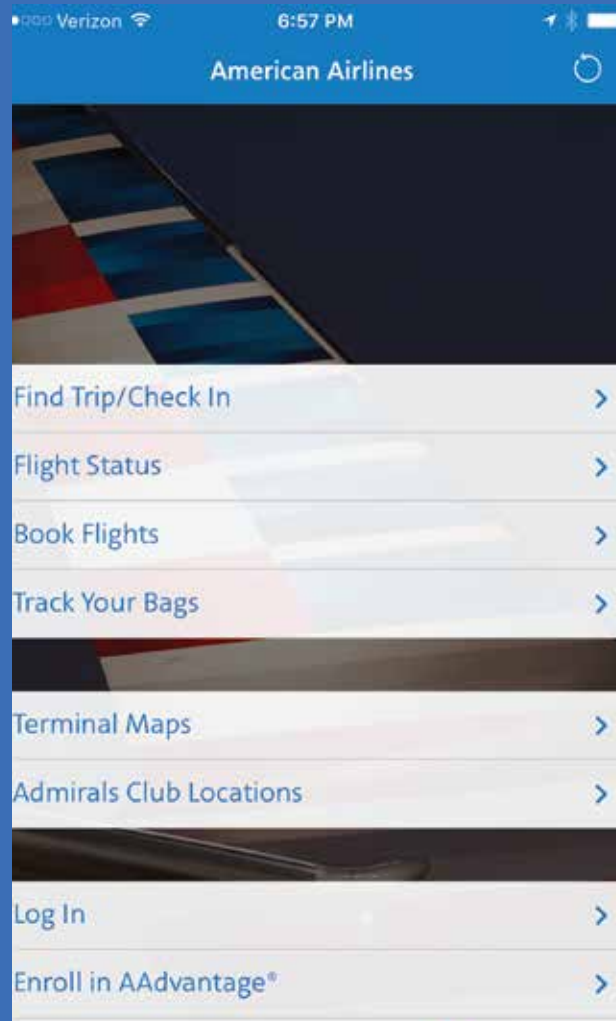 Verizon 6:57 PM
American Airlines
Find Trip/Check In
Flight Status
Book Flights
Track Your Bags
Terminal Maps
Admirals Club Locations
Log In
Enroll in AAdvantage®